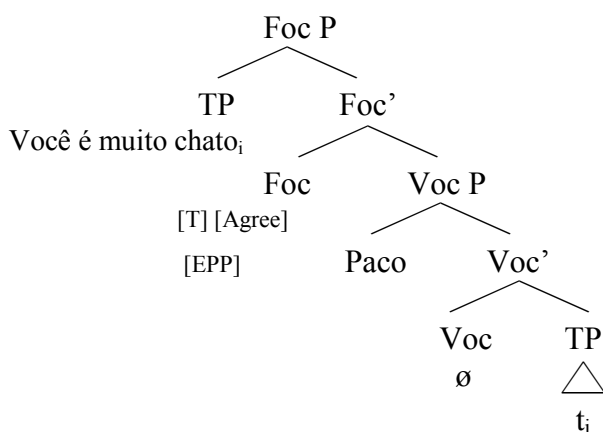 Foc P
TP Foc’
Você é muito chatoᵢ
Foc Voc P
[T] [Agree]
[EPP] Paco Voc’
Voc TP
ø
tᵢ